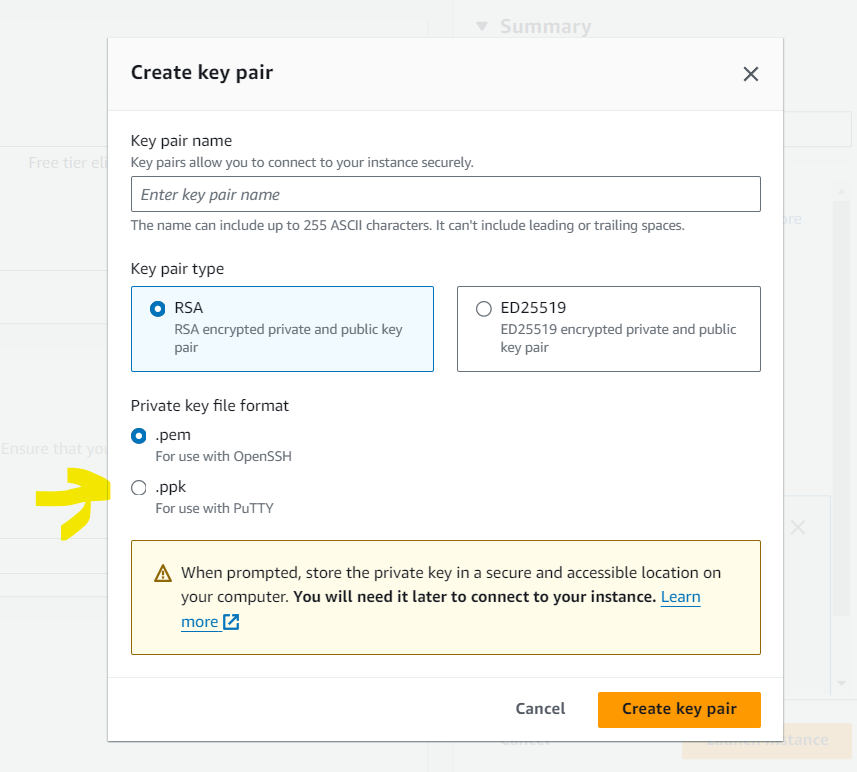 Summary
Create key pair
Key pair name
Key pairs allow you to connect to your instance securely.
Free tier eli
Enter key pair name
The name can include up to 255 ASCII characters. It can't include leading or trailing spaces.
Key pair type
RSA
RSA encrypted private and public key
pair
ED25519
ED25519 encrypted private and public
key pair
Private key file format
.pem
For use with OpenSSH
Ensure that you
.ppk
For use with PuTTY
When prompted, store the private key in a secure and accessible location on
your computer. You will need it later to connect to your instance. Learn
more
Cancel
Create key pair
Cancel
Launch instance